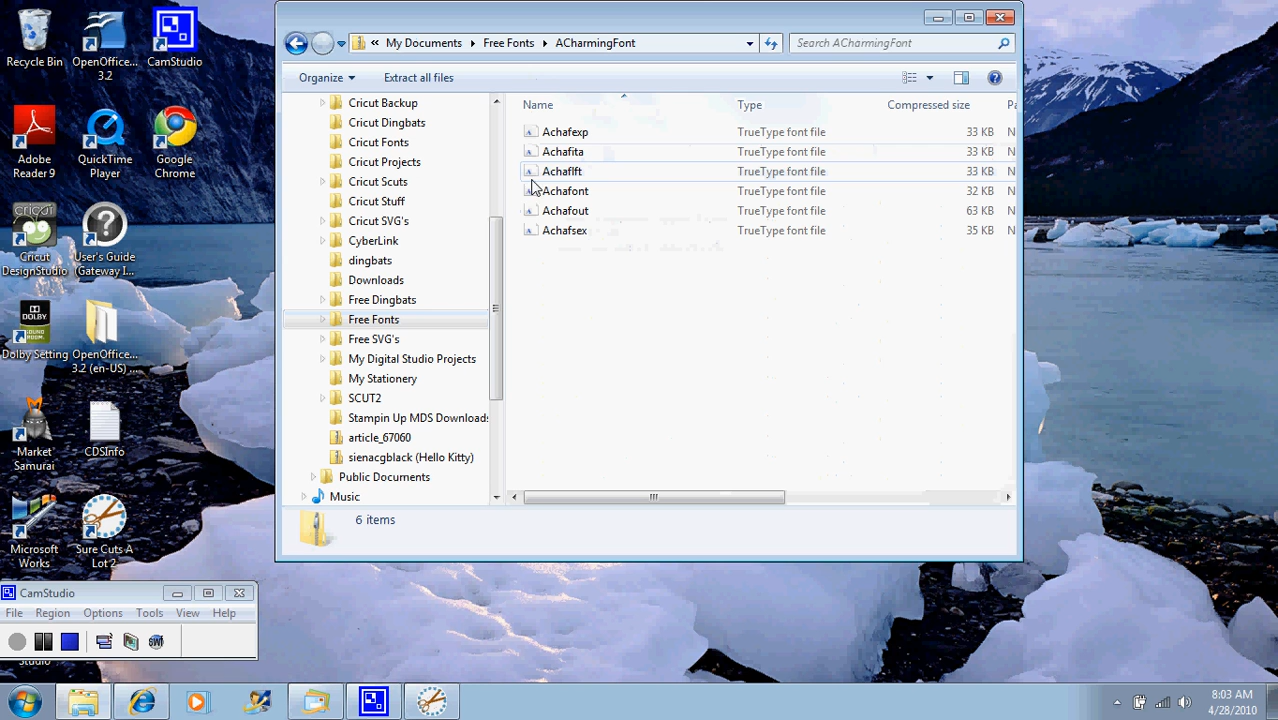 Recycle Bin
OpenOffice... 3.2
CamStudio
Adobe Reader 9
QuickTime Player
Google Chrome
Cricut DesignStudio
User's Guide (Gateway I...
Dolby Setting
OpenOffice... 3.2 (en-US) ...
Market Samurai
CDSInfo
Microsoft Works
Sure Cuts A Lot 2
Studio
« My Documents Free Fonts ACharmingFont
Search ACharmingFont
Organize Extract all files
Cricut Backup
Cricut Dingbats
Cricut Fonts
Cricut Projects
Cricut Scuts
Cricut Stuff
Cricut SVG's
CyberLink
dingbats
Downloads
Free Dingbats
Free Fonts
Free SVG's
My Digital Studio Projects
My Stationery
SCUT2
Stampin Up MDS Downloads
article_67060
sienacgblack (Hello Kitty)
Public Documents
Music
Name Type Compressed size Pa
Achafexp TrueType font file 33 KB N
Achafita TrueType font file 33 KB N
Achaflft TrueType font file 33 KB N
Achafont TrueType font file 32 KB N
Achafout TrueType font file 63 KB N
Achafsex TrueType font file 35 KB N
6 items
CamStudio
File Region Options Tools View Help
8:03 AM
4/28/2010